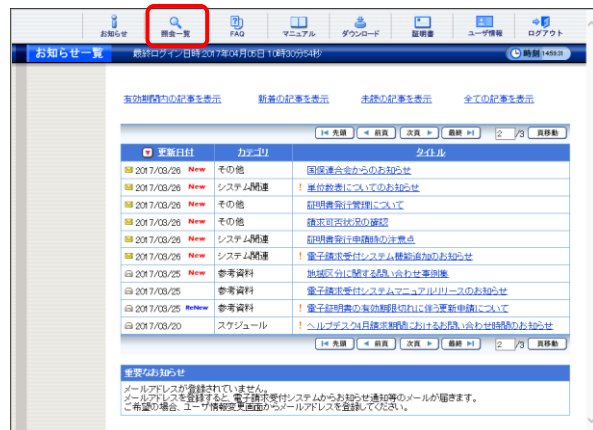 お知らせ 照会一覧 FAQ マニュアル ダウンロード 証明書 ユーザ情報 ログアウト
お知らせ一覧 最終ログイン日時:2017年04月05日 10時30分54秒 時刻 14:59:31
有効期間内の記事を表示 新着の記事を表示 未読の記事を表示 全ての記事を表示
先頭 前頁 次頁 最終 2 /3 頁移動
更新日付 カテゴリ タイトル
2017/03/26 New その他 国保連合会からのお知らせ
2017/03/26 New システム関連 ! 単位数表についてのお知らせ
2017/03/26 New その他 証明書発行管理について
2017/03/26 New その他 請求可否状況の確認
2017/03/26 New システム関連 証明書発行申請時の注意点
2017/03/26 New システム関連 ! 電子請求受付システム機能追加のお知らせ
2017/03/25 New 参考資料 地域区分に関する問い合わせ事例集
2017/03/25 参考資料 電子請求受付システムマニュアルリリースのお知らせ
2017/03/25 ReNew 参考資料 ! 電子証明書の有効期限切れに伴う更新申請について
2017/03/20 スケジュール ! ヘルプデスク4月請求期間におけるお問い合わせ時間のお知らせ
先頭 前頁 次頁 最終 2 /3 頁移動
重要なお知らせ
メールアドレスが登録されていません。
メールアドレスを登録すると、電子請求受付システムからお知らせ通知等のメールが届きます。
ご希望の場合、ユーザ情報変更画面からメールアドレスを登録してください。